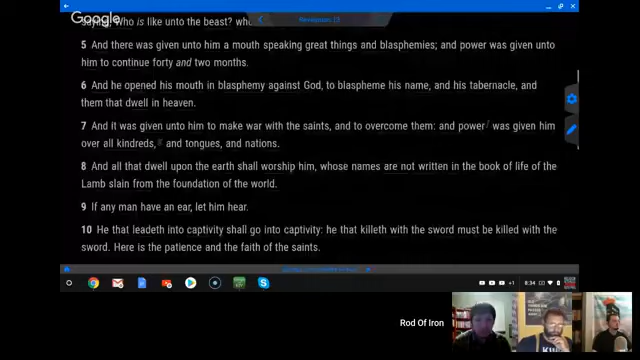 saying, Who is like unto the beast? who
Revelation 13
Google
5 And there was given unto him a mouth speaking great things and blasphemies; and power was given unto
him to continue forty and two months.
6 And he opened his mouth in blasphemy against God, to blaspheme his name, and his tabernacle, and
them that dwell in heaven.
7 And it was given unto him to make war with the saints, and to overcome them: and power was given him
over all kindreds, and tongues, and nations.
8 And all that dwell upon the earth shall worship him, whose names are not written in the book of life of the
Lamb slain from the foundation of the world.
9 If any man have an ear, let him hear.
10 He that leadeth into captivity shall go into captivity: he that killeth with the sword must be killed with the
sword. Here is the patience and the faith of the saints.
+1
8:34
Rod Of Iron